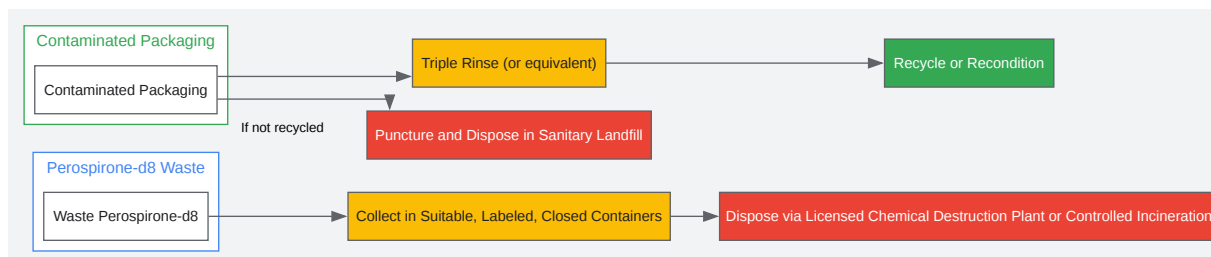 Contaminated Packaging
Contaminated Packaging
Triple Rinse (or equivalent)
Recycle or Recondition
If not recycled
Puncture and Dispose in Sanitary Landfill
Perospirone-d8 Waste
Waste Perospirone-d8
Collect in Suitable, Labeled, Closed Containers
Dispose via Licensed Chemical Destruction Plant or Controlled Incineration